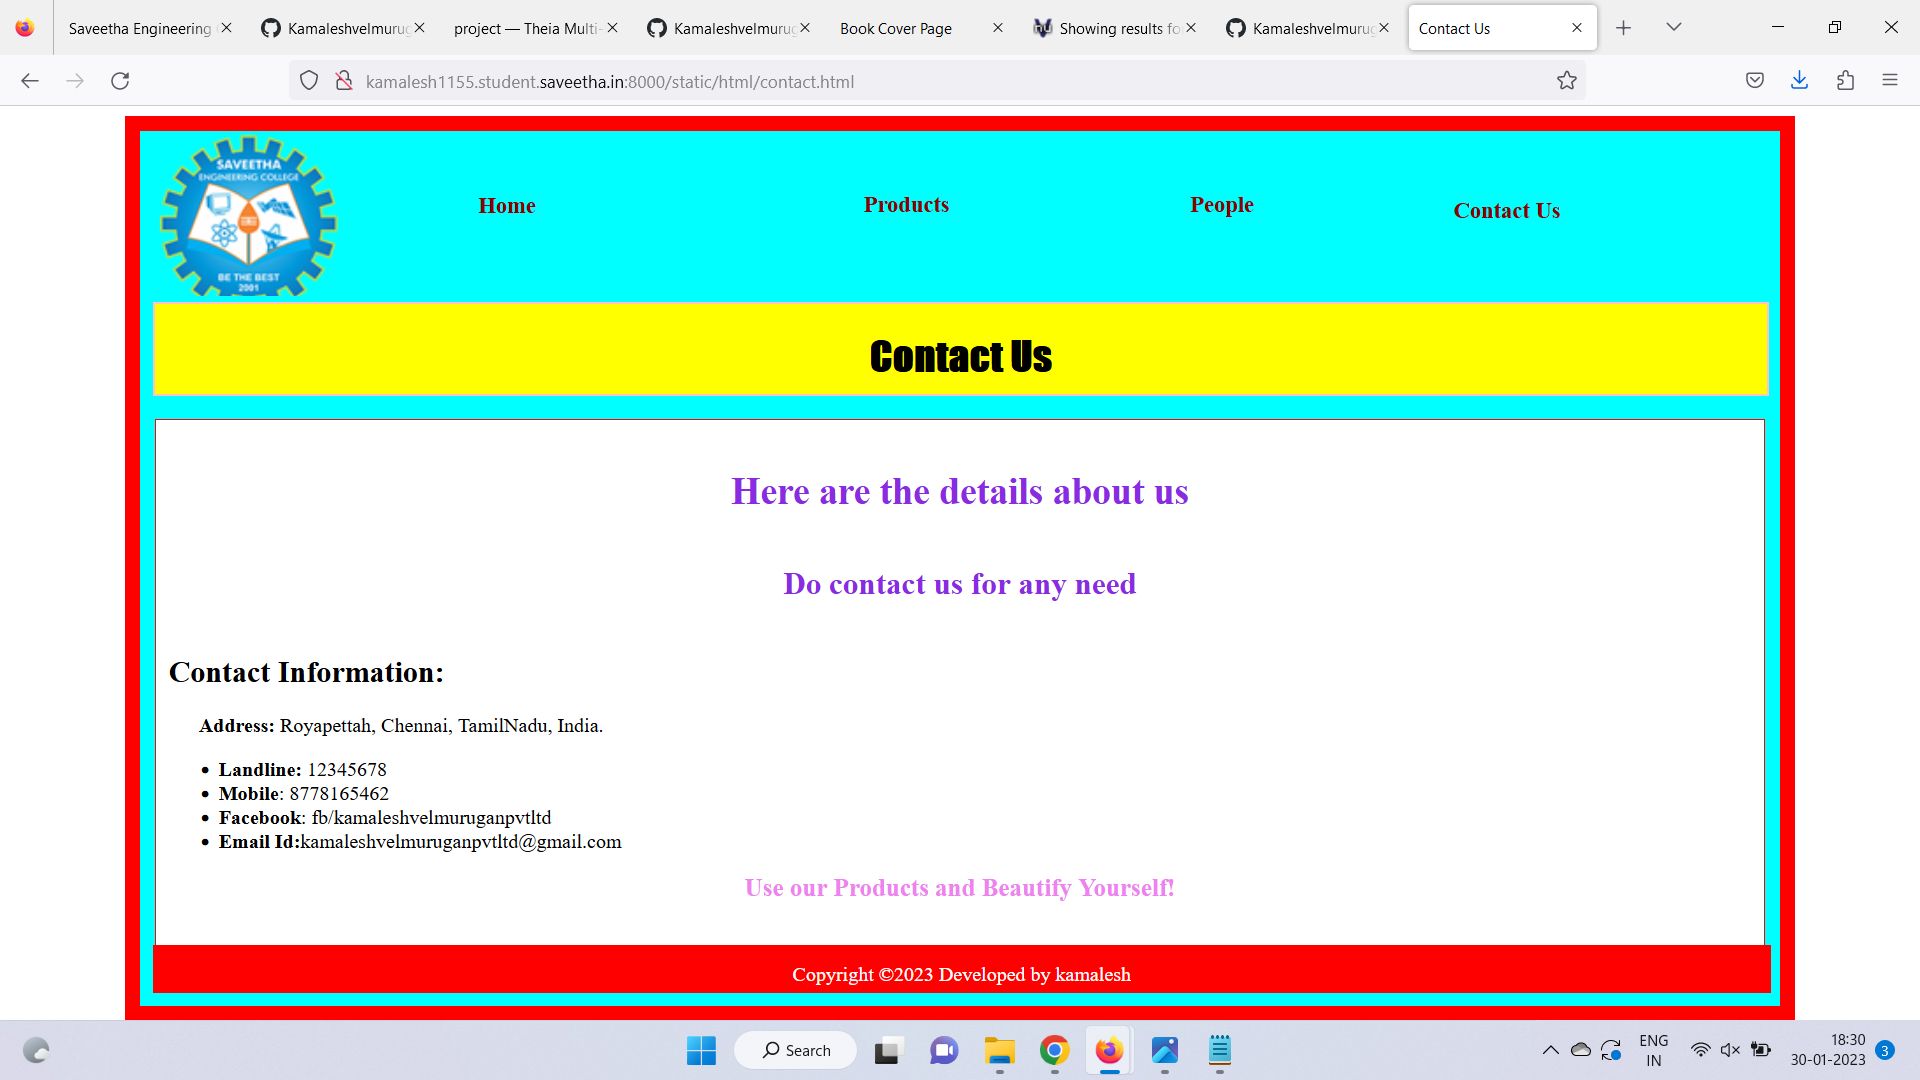 Saveetha Engineering
Kamaleshvelmurug
project — Theia Multi-
Kamaleshvelmurug
Book Cover Page
Showing results fo
Kamaleshvelmurug
Contact Us
kamalesh1155.student.saveetha.in:8000/static/html/contact.html
SAVEETHA
ENGINEERING COLLEGE
BE THE BEST
2001
Home
Products
People
Contact Us
Contact Us
Here are the details about us
Do contact us for any need
Contact Information:
Address: Royapettah, Chennai, TamilNadu, India.
Landline: 12345678
Mobile: 8778165462
Facebook: fb/kamaleshvelmuruganpvtltd
Email Id:kamaleshvelmuruganpvtltd@gmail.com
Use our Products and Beautify Yourself!
Copyright ©2023 Developed by kamalesh
Search
ENG
IN
18:30
30-01-2023
3